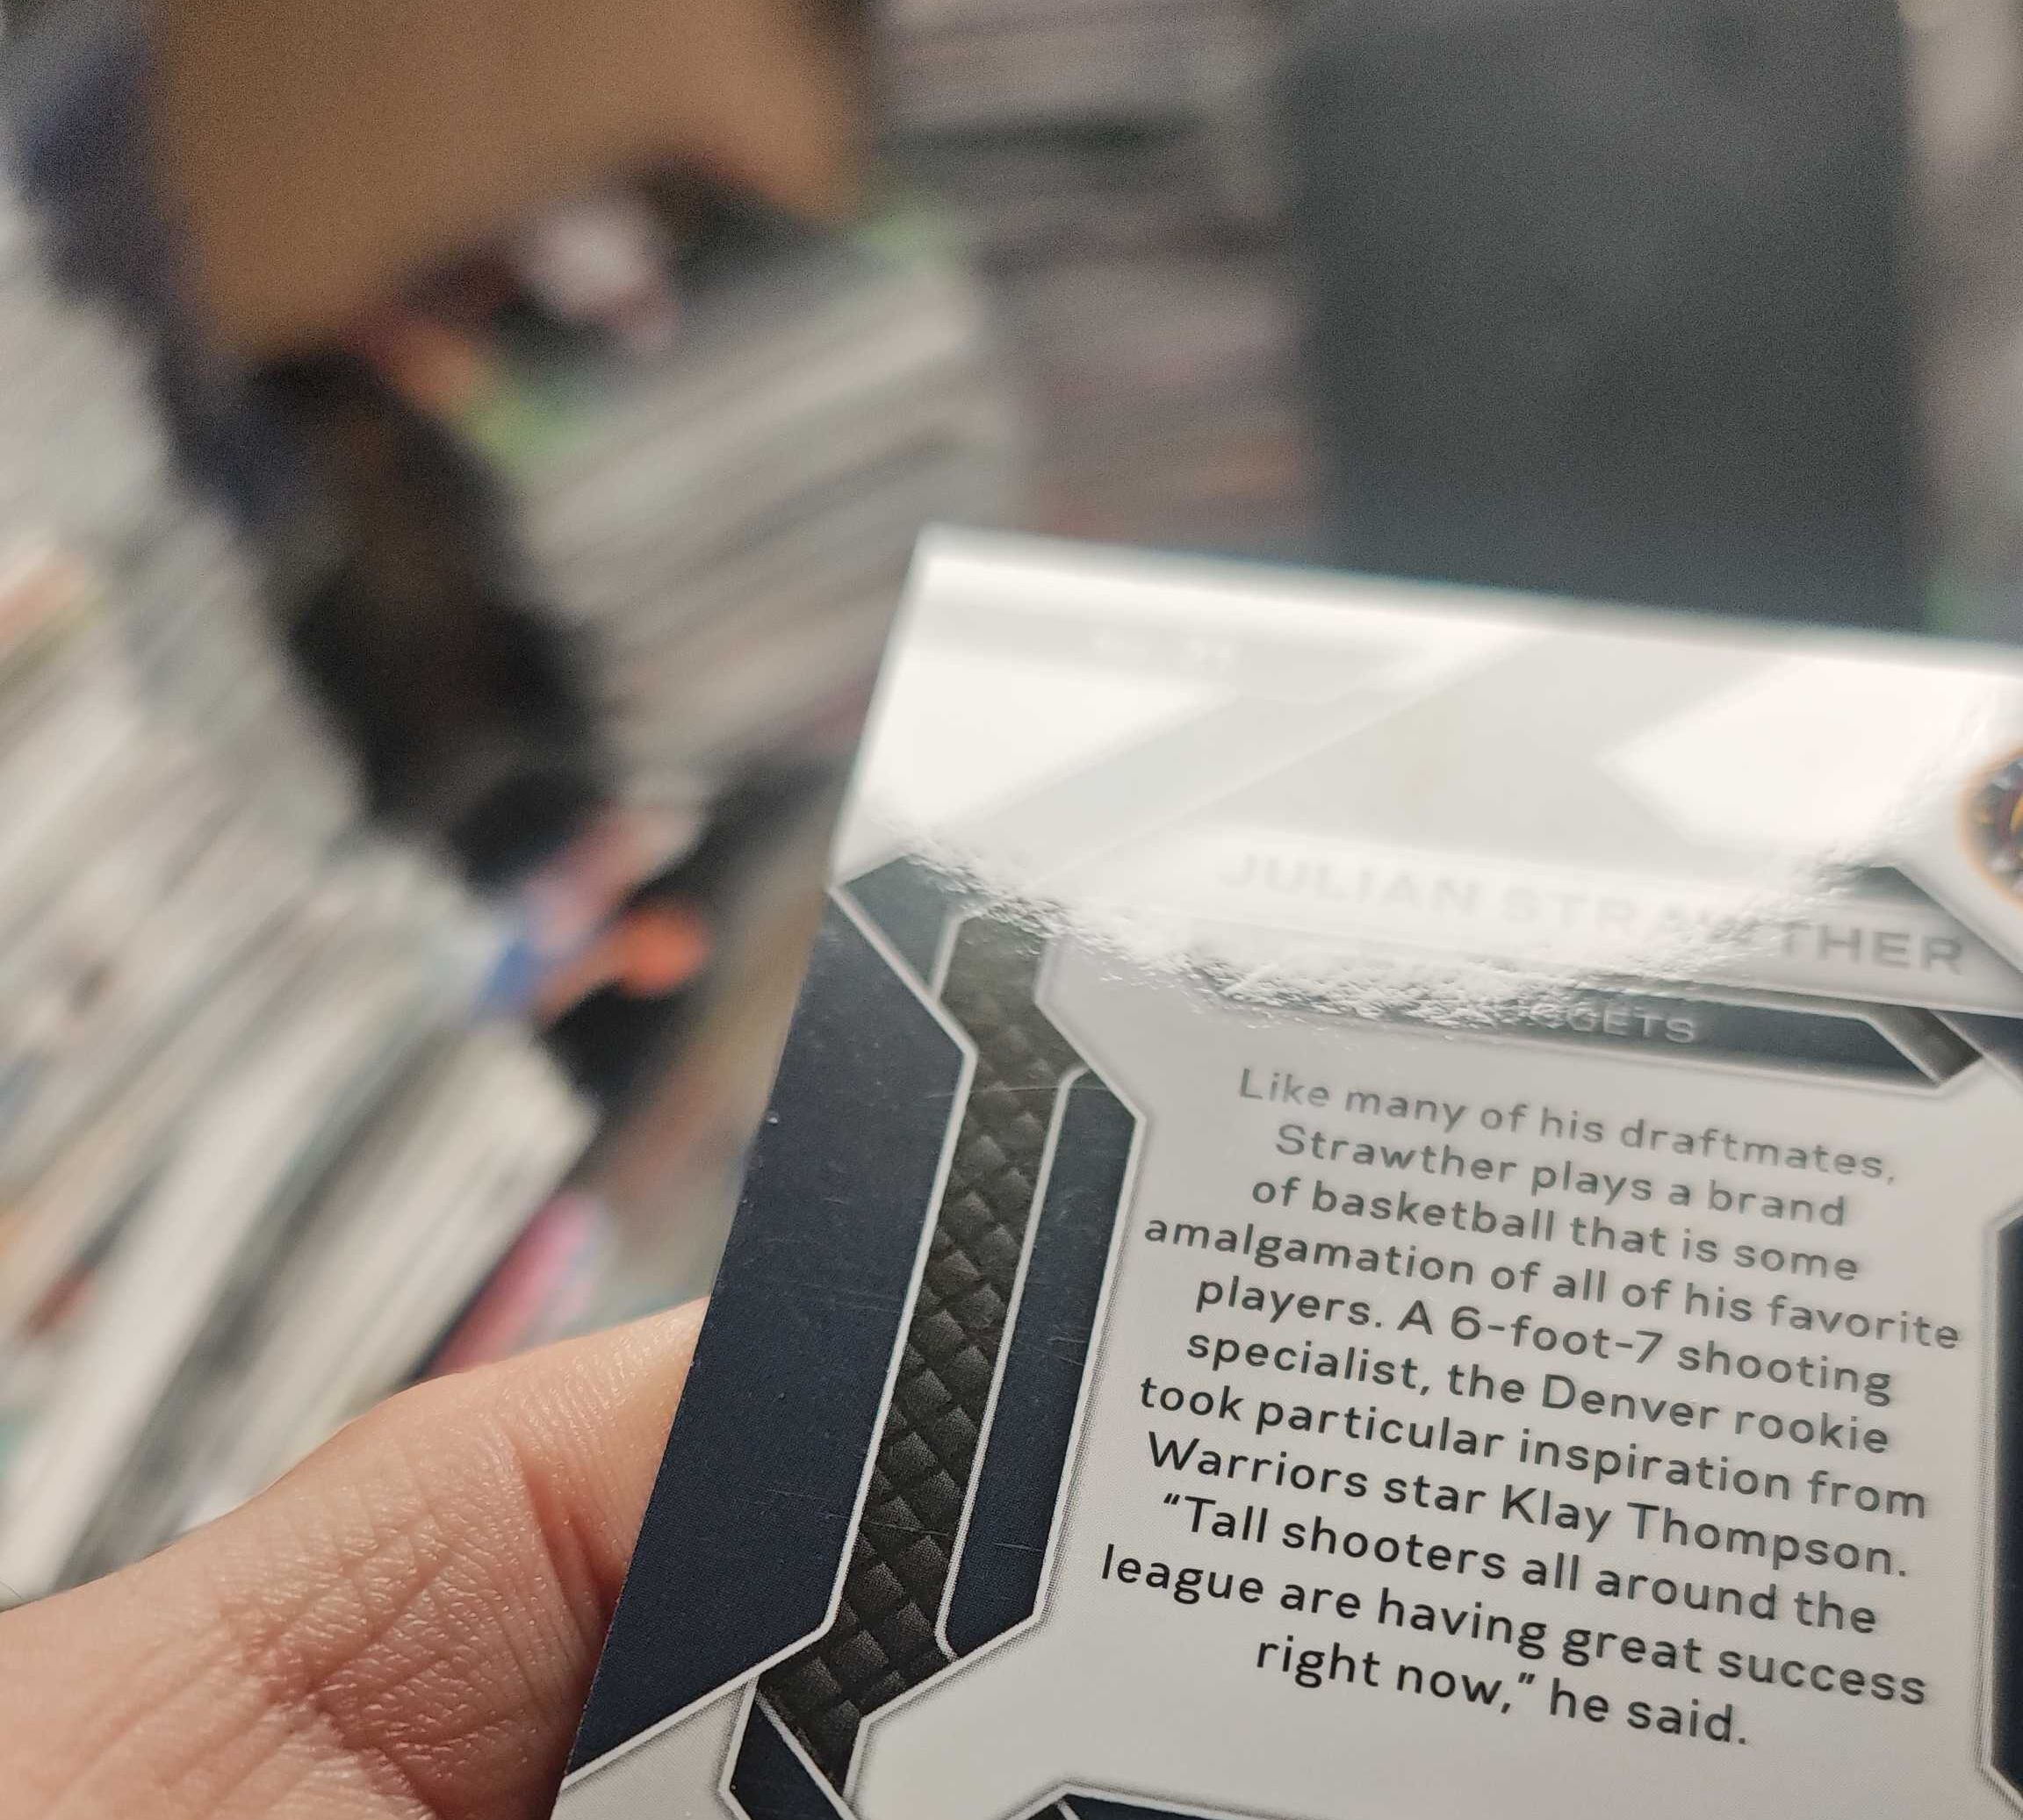 JULIAN STRAWTHER
Like many of his draftmates,
Strawther plays a brand
of basketball that is some
amalgamation of all of his favorite
players. A 6-foot-7 shooting
specialist, the Denver rookie
took particular inspiration from
Warriors star Klay Thompson.
“Tall shooters all around the
league are having great success
right now,” he said.